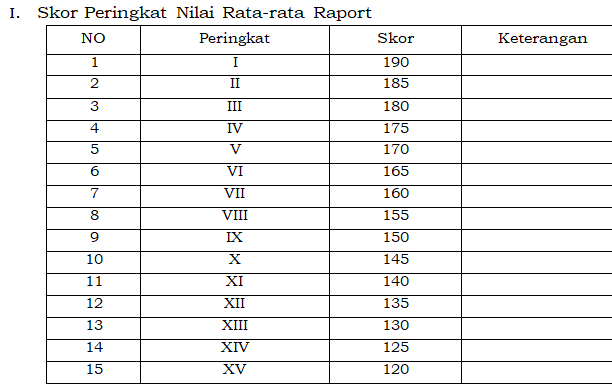 I. Skor Peringkat Nilai Rata-rata Raport
NO Peringkat Skor Keterangan
1 I 190
2 II 185
3 III 180
4 IV 175
5 V 170
6 VI 165
7 VII 160
8 VIII 155
9 IX 150
10 X 145
11 XI 140
12 XII 135
13 XIII 130
14 XIV 125
15 XV 120